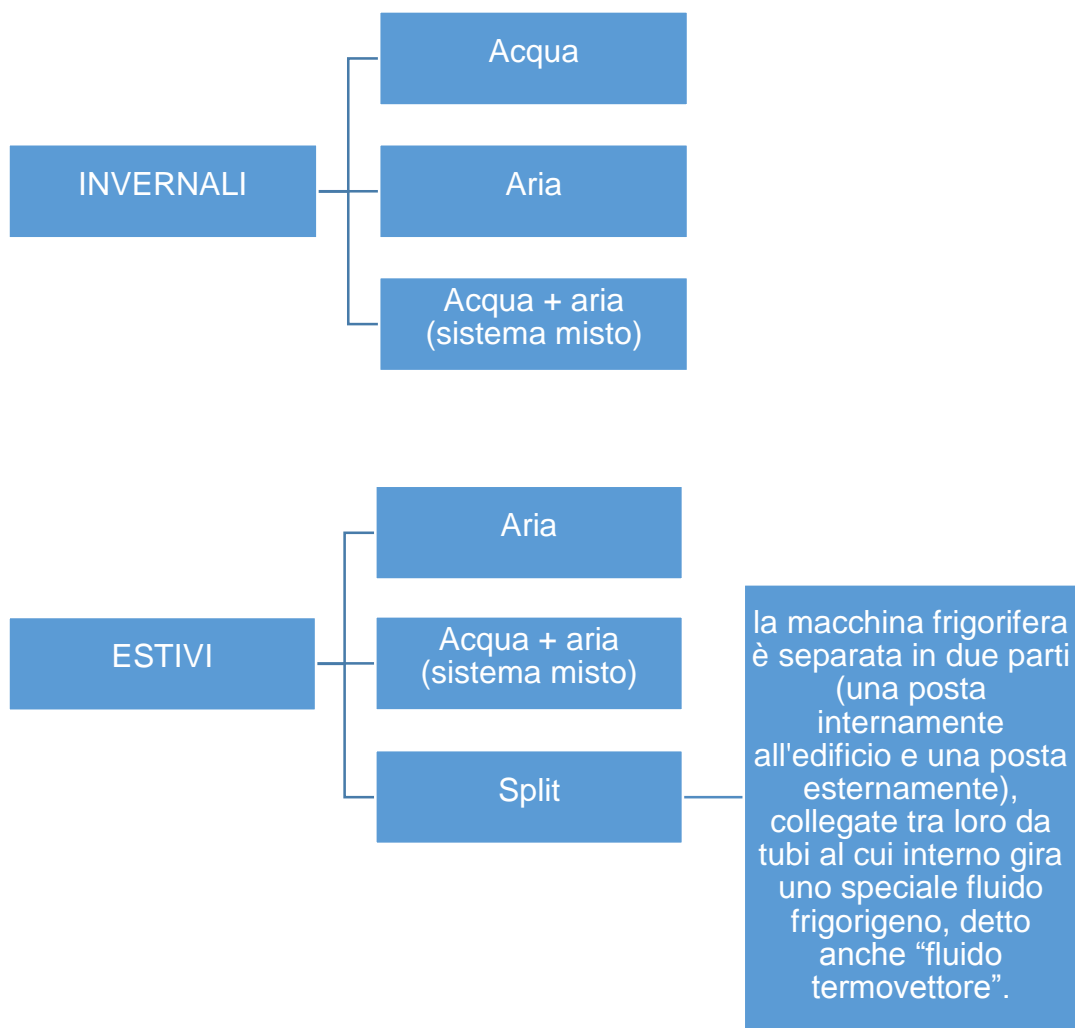 INVERNALI
Acqua
Aria
Acqua + aria
(sistema misto)
ESTIVI
Aria
Acqua + aria
(sistema misto)
Split
la macchina frigorifera
è separata in due parti
(una posta
internamente
all'edificio e una posta
esternamente),
collegate tra loro da
tubi al cui interno gira
uno speciale fluido
frigorigeno, detto
anche “fluido
termovettore”.